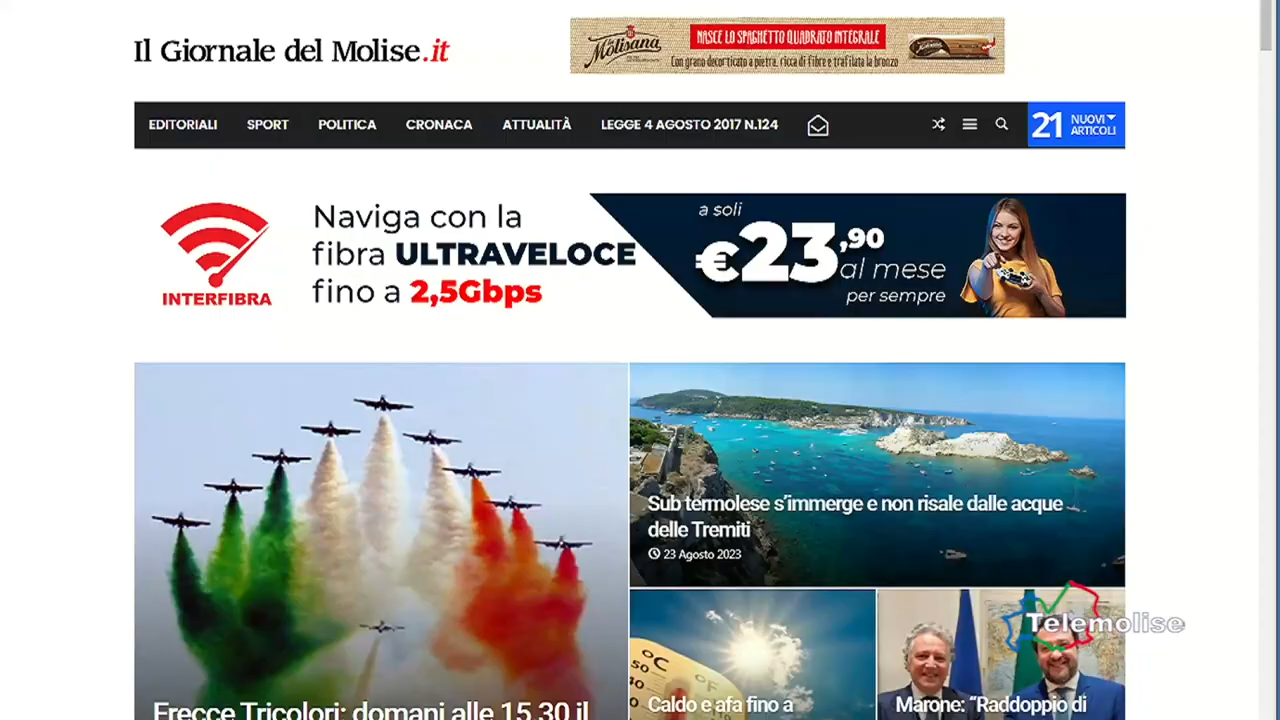 Il Giornale del Molise.it
La Molisana
NASCE LO SPAGHETTO QUADRATO INTEGRALE
Con grano decorticato a pietra, ricca di fibre e trafilata la bronzo
EDITORIALI SPORT POLITICA CRONACA ATTUALITÀ LEGGE 4 AGOSTO 2017 N.124
21 NUOVI ARTICOLI
INTERFIBRA
Naviga con la
fibra ULTRAVELOCE
fino a 2,5Gbps
a soli
€23,90
al mese
per sempre
Sub termolese s’immerge e non risale dalle acque
delle Tremiti
23 Agosto 2023
Telemolise
°C
°F
50
40
Frecce Tricolori: domani alle 15.30 il
Caldo e afa fino a
Marone: “Raddoppio di